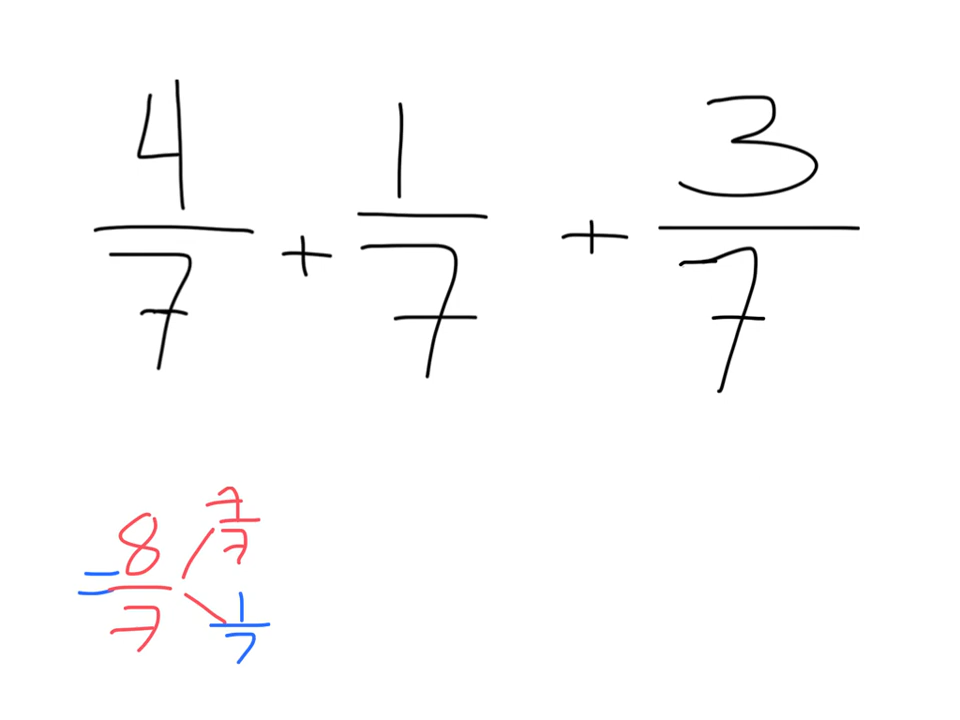 4/7 + 1/7 + 3/7
= 8/7 7/7
1/7